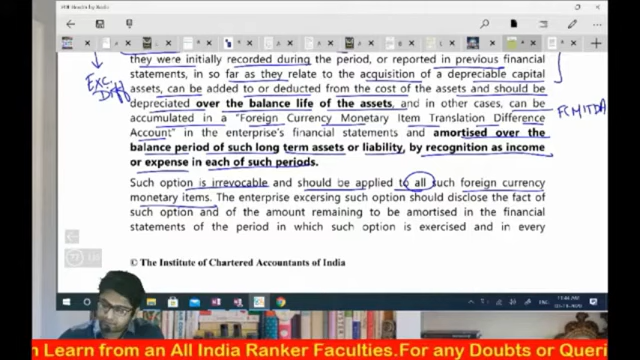 they were initially recorded during the period, or reported in previous financial
statements, in so far as they relate to the acquisition of a depreciable capital
assets, can be added to or deducted from the cost of the assets and should be
depreciated over the balance life of the assets, and in other cases, can be
accumulated in a "Foreign Currency Monetary Item Translation Difference
Account" in the enterprise's financial statements and amortised over the
balance period of such long term assets or liability, by recognition as income
or expense in each of such periods.
Exc.
Diff
FCMITDA
Such option is irrevocable and should be applied to all such foreign currency
monetary items. The enterprise excersing such option should disclose the fact of
such option and of the amount remaining to be amortised in the financial
statements of the period in which such option is exercised and in every
© The Institute of Chartered Accountants of India
ENG
n Learn from an All India Ranker Faculties.For any Doubts or Queri